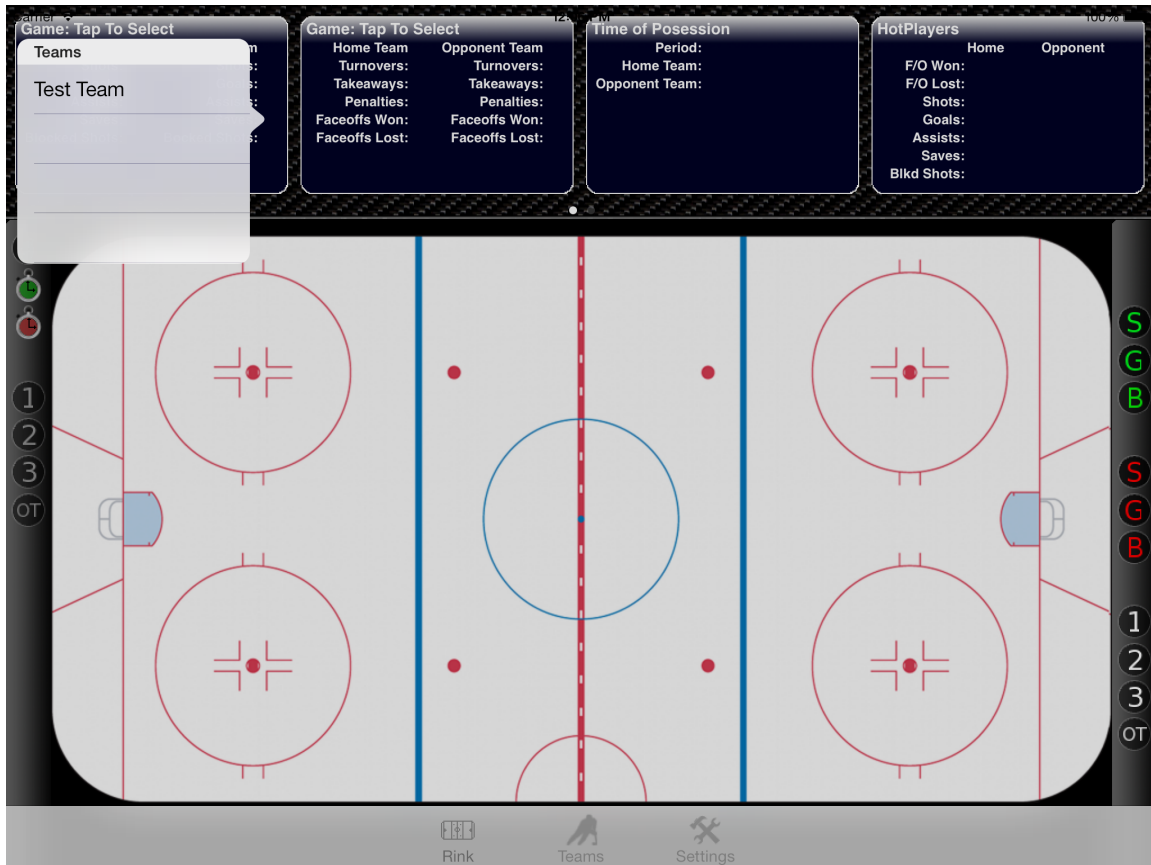 Game: Tap To Select
Teams
Test Team
Game: Tap To Select
Home Team Opponent Team
Turnovers: Turnovers:
Takeaways: Takeaways:
Penalties: Penalties:
Faceoffs Won: Faceoffs Won:
Faceoffs Lost: Faceoffs Lost:
Time of Posession
Period:
Home Team:
Opponent Team:
100%
HotPlayers
Home Opponent
F/O Won:
F/O Lost:
Shots:
Goals:
Assists:
Saves:
Blkd Shots:
1
2
3
OT
S
G
B
S
G
B
1
2
3
OT
Rink
Teams
Settings